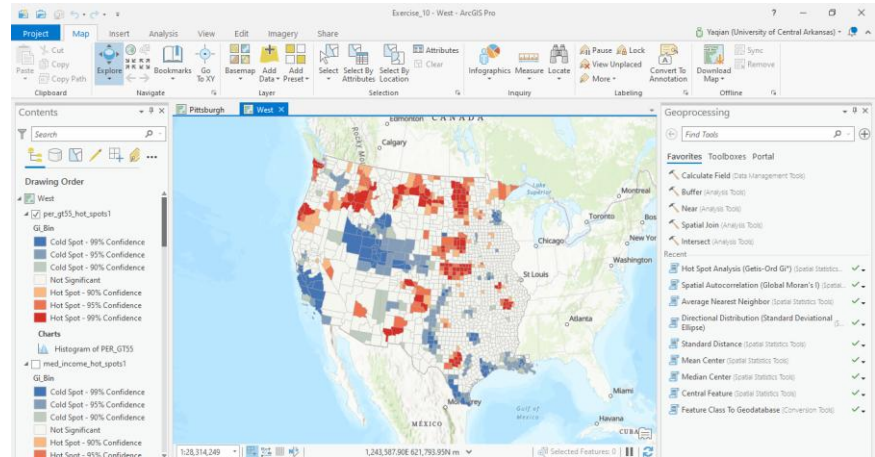 Exercise_10 - West - ArcGIS Pro
Project Map Insert Analysis View Edit Imagery Share
Yaqian (University of Central Arkansas)
Cut
Copy
Copy Path
Paste
Explore
Bookmarks
Go To XY
Basemap
Add Data
Add Preset
Select
Select By Attributes
Select By Location
Attributes
Clear
Infographics
Measure
Locate
Pause
Lock
View Unplaced
More
Convert To Annotation
Download Map
Sync
Remove
Clipboard Navigate Layer Selection Inquiry Labeling Offline
Contents
Search
Drawing Order
West
per_gt55_hot_spots1
Gi_Bin
Cold Spot - 99% Confidence
Cold Spot - 95% Confidence
Cold Spot - 90% Confidence
Not Significant
Hot Spot - 90% Confidence
Hot Spot - 95% Confidence
Hot Spot - 99% Confidence
Charts
Histogram of PER_GT55
med_income_hot_spots1
Gi_Bin
Cold Spot - 99% Confidence
Cold Spot - 95% Confidence
Cold Spot - 90% Confidence
Not Significant
Hot Spot - 90% Confidence
Hot Spot - 95% Confidence
Pittsburgh West
Edmonton
CANADA
Calgary
Lake Superior
Montreal
Toronto
Bos
Chicago
New Yor
Washington
St Louis
Atlanta
Miami
Gulf of Mexico
Havana
CUBA
MÉXICO
1:28,314,249
1,243,587.90E 621,793.95N m
Selected Features: 0
Geoprocessing
Find Tools
Favorites Toolboxes Portal
Calculate Field (Data Management Tools)
Buffer (Analysis Tools)
Near (Analysis Tools)
Spatial Join (Analysis Tools)
Intersect (Analysis Tools)
Recent
Hot Spot Analysis (Getis-Ord Gi*) (Spatial Statistics...
Spatial Autocorrelation (Global Moran's I) (Spatial...
Average Nearest Neighbor (Spatial Statistics Tools)
Directional Distribution (Standard Deviational Ellipse) (S...
Standard Distance (Spatial Statistics Tools)
Mean Center (Spatial Statistics Tools)
Median Center (Spatial Statistics Tools)
Central Feature (Spatial Statistics Tools)
Feature Class To Geodatabase (Conversion Tools)